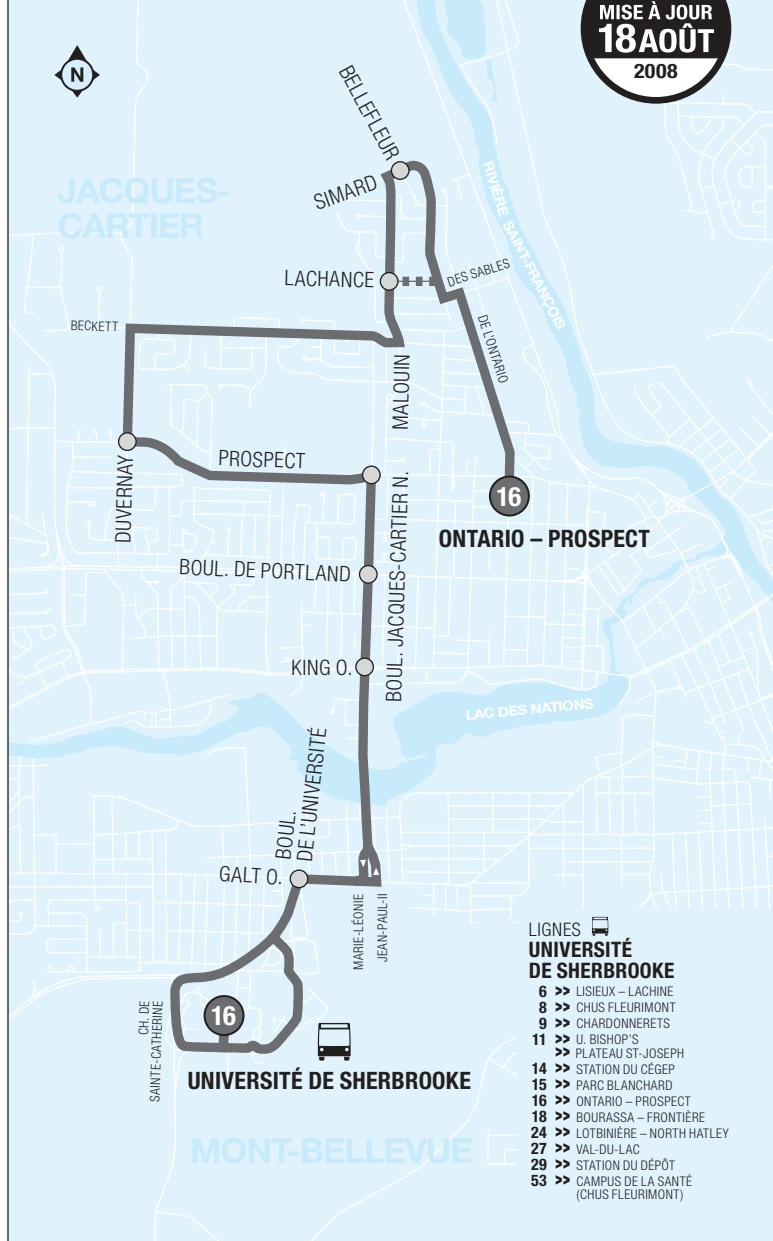 MISE À JOUR
18 AOÛT
2008
N
BELLEFLEUR
SIMARD
JACQUES-
CARTIER
RIVIÈRE SAINT-FRANÇOIS
LACHANCE
DES SABLES
BECKETT
DE L'ONTARIO
MALOUIN
DUVERNAY
PROSPECT
16
ONTARIO – PROSPECT
BOUL. DE PORTLAND
BOUL. JACQUES-CARTIER N.
KING O.
LAC DES NATIONS
BOUL.
DE L'UNIVERSITÉ
GALT O.
MARIE-LÉONIE
JEAN-PAUL-II
CH. DE
SAINTE-CATHERINE
16
UNIVERSITÉ DE SHERBROOKE
MONT-BELLEVUE
LIGNES
UNIVERSITÉ
DE SHERBROOKE
6 >> LISIEUX – LACHINE
8 >> CHUS FLEURIMONT
9 >> CHARDONNERETS
11 >> U. BISHOP'S
>> PLATEAU ST-JOSEPH
14 >> STATION DU CÉGEP
15 >> PARC BLANCHARD
16 >> ONTARIO – PROSPECT
18 >> BOURASSA – FRONTIÈRE
24 >> LOTBINIÈRE – NORTH HATLEY
27 >> VAL-DU-LAC
29 >> STATION DU DÉPÔT
53 >> CAMPUS DE LA SANTÉ
(CHUS FLEURIMONT)